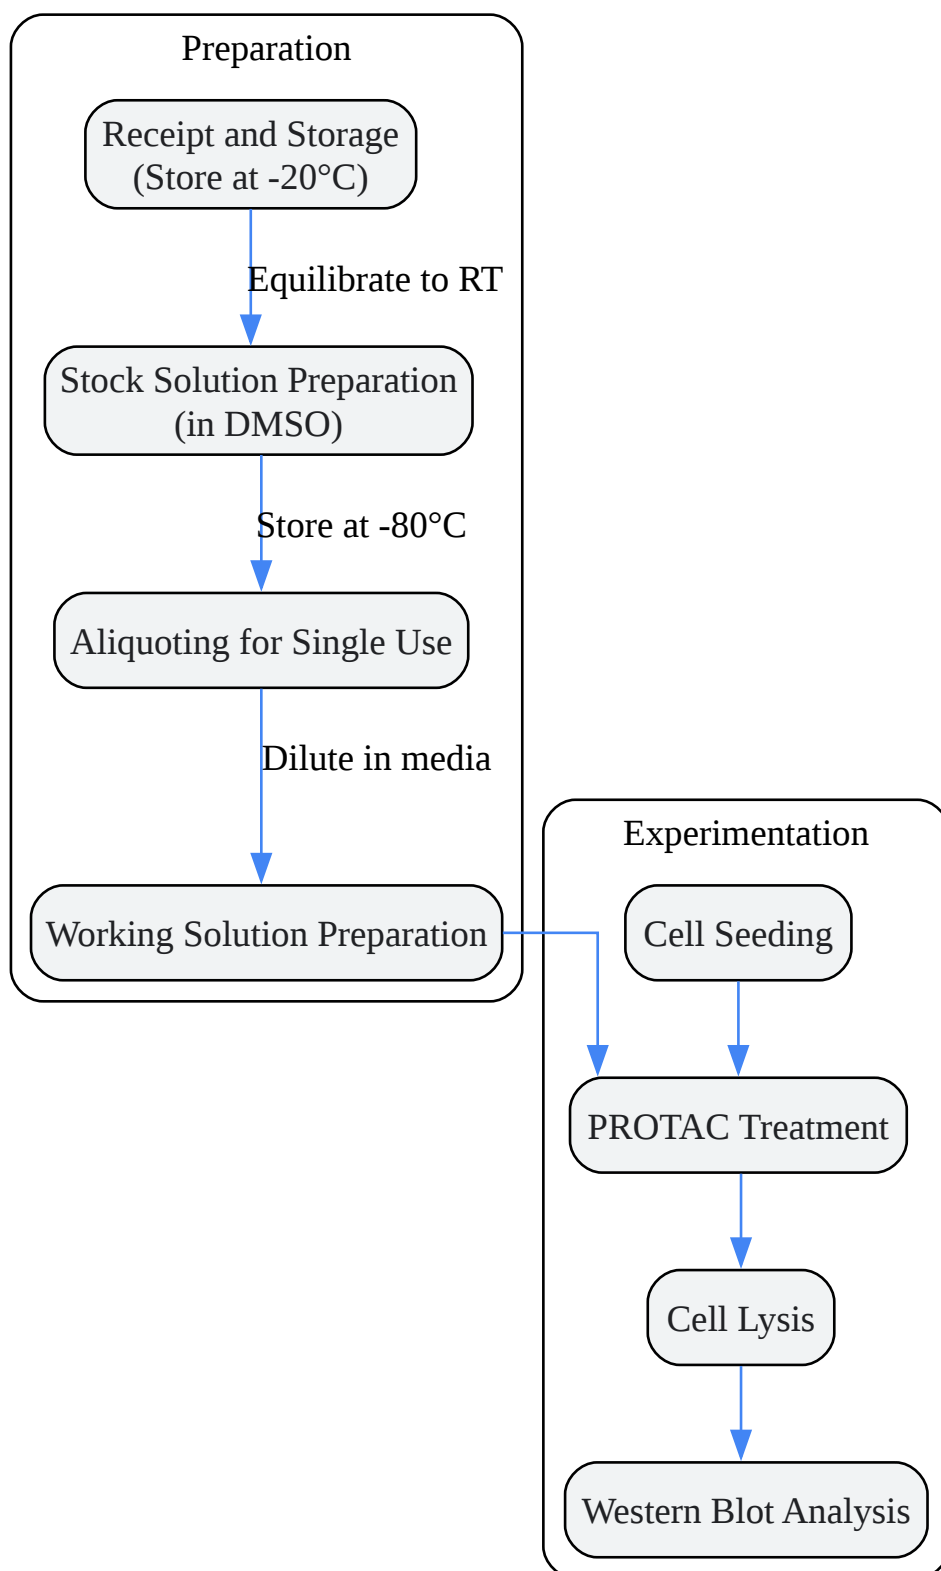 Preparation
Receipt and Storage
(Store at -20°C)
Equilibrate to RT
Stock Solution Preparation
(in DMSO)
Store at -80°C
Aliquoting for Single Use
Dilute in media
Working Solution Preparation
Experimentation
Cell Seeding
PROTAC Treatment
Cell Lysis
Western Blot Analysis